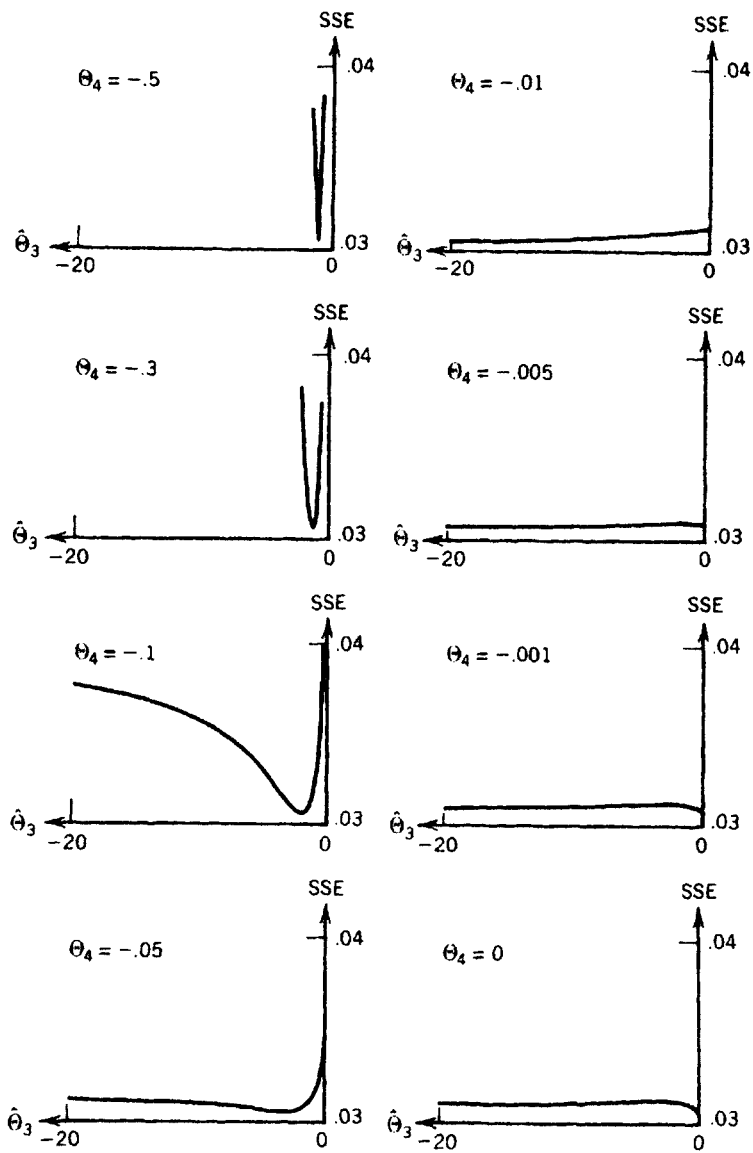 SSE
.04
Θ₄ = −.5
Θ̂₃
−20
0
.03
SSE
.04
Θ₄ = −.3
Θ̂₃
−20
0
.03
SSE
.04
Θ₄ = −.1
Θ̂₃
−20
0
.03
SSE
.04
Θ₄ = −.05
Θ̂₃
−20
0
.03
SSE
.04
Θ₄ = −.01
Θ̂₃
−20
0
.03
SSE
.04
Θ₄ = −.005
Θ̂₃
−20
0
.03
SSE
.04
Θ₄ = −.001
Θ̂₃
−20
0
.03
SSE
.04
Θ₄ = 0
Θ̂₃
−20
0
.03